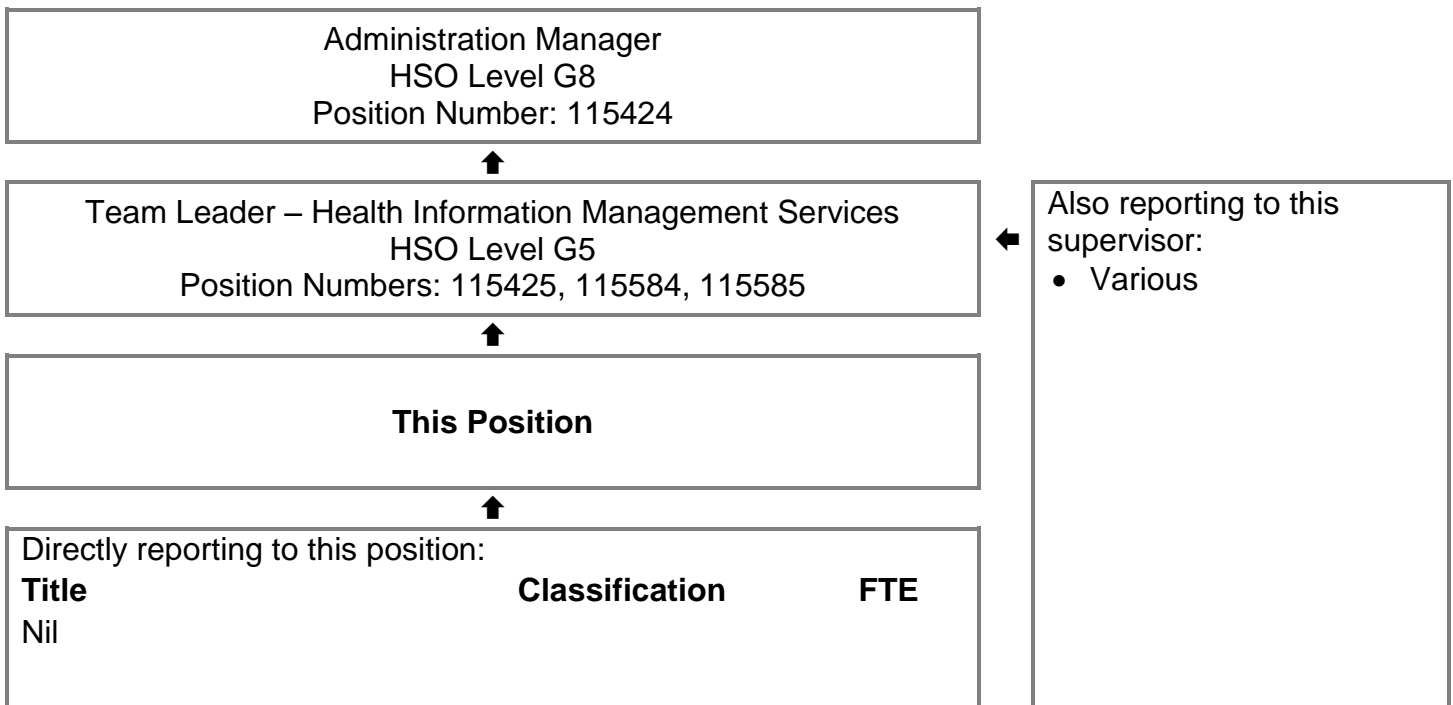 Administration Manager
HSO Level G8
Position Number: 115424
Team Leader – Health Information Management Services
HSO Level G5
Position Numbers: 115425, 115584, 115585
Also reporting to this
supervisor:
• Various
This Position
Directly reporting to this position:
Title Classification FTE
Nil